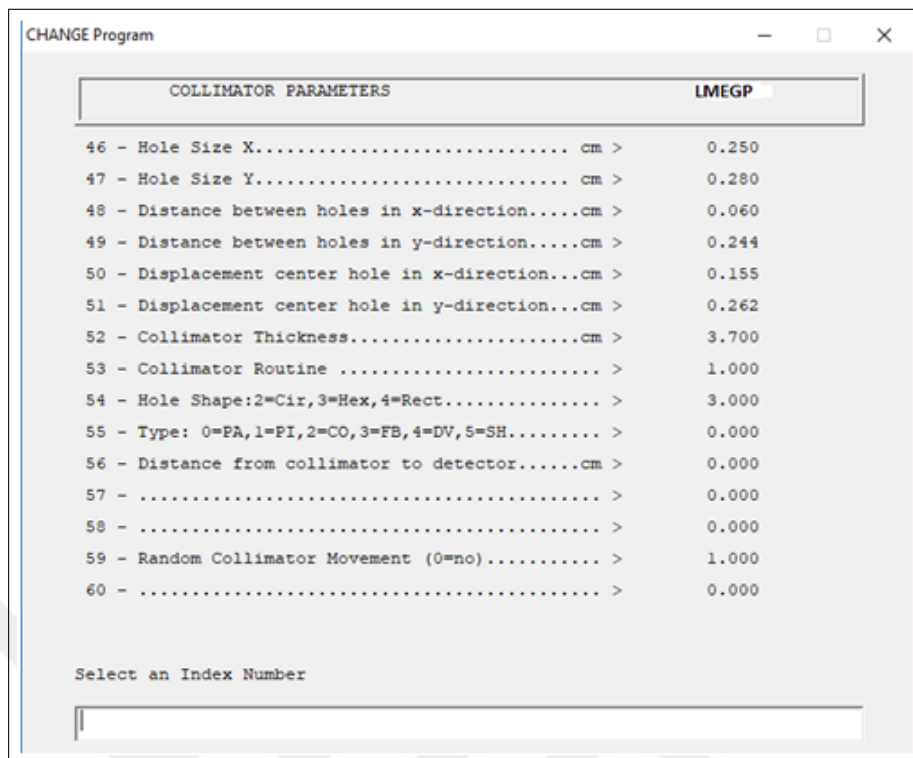 CHANGE Program
COLLIMATOR PARAMETERS LMEGP
46 - Hole Size X.............................. cm > 0.250
47 - Hole Size Y.............................. cm > 0.280
48 - Distance between holes in x-direction.....cm > 0.060
49 - Distance between holes in y-direction.....cm > 0.244
50 - Displacement center hole in x-direction...cm > 0.155
51 - Displacement center hole in y-direction...cm > 0.262
52 - Collimator Thickness......................cm > 3.700
53 - Collimator Routine ......................... > 1.000
54 - Hole Shape:2=Cir,3=Hex,4=Rect............... > 3.000
55 - Type: 0=PA,1=PI,2=CO,3=FB,4=DV,5=SH......... > 0.000
56 - Distance from collimator to detector......cm > 0.000
57 - ............................................ > 0.000
58 - ............................................ > 0.000
59 - Random Collimator Movement (0=no)........... > 1.000
60 - ............................................ > 0.000
Select an Index Number